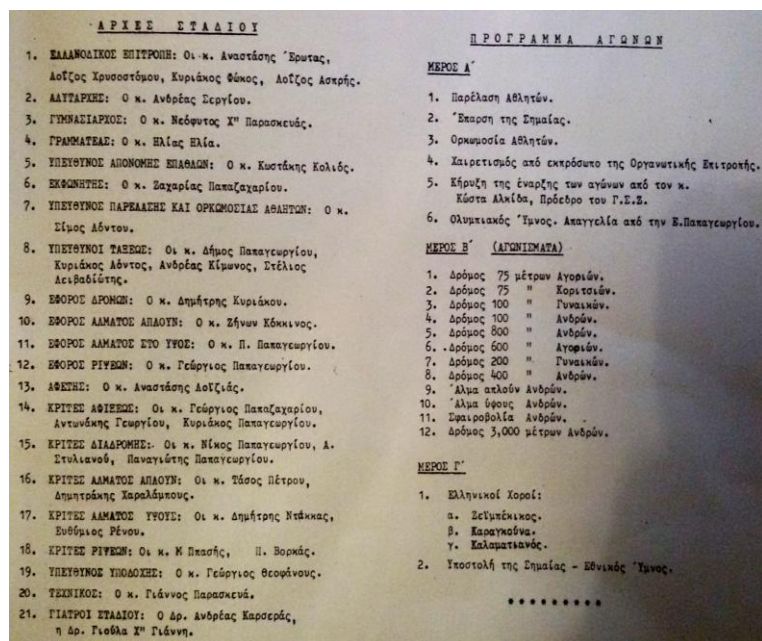 ΑΡΧΕΣ ΣΤΑΔΙΟΥ
1. ΕΛΛΑΝΟΔΙΚΟΣ ΕΠΙΤΡΟΠΗ: Οι κ. Αναστάσης Έρωτας,
Λοΐζος Χρυσοστόμου, Κυριάκος Φώκος, Λοΐζος Ασπρής.
2. ΑΛΥΤΑΡΧΗΣ: Ο κ. Ανδρέας Σεργίου.
3. ΓΥΜΝΑΣΙΑΡΧΟΣ: Ο κ. Νεόφυτος Χ" Παρασκευάς.
4. ΓΡΑΜΜΑΤΕΑΣ: Ο κ. Ηλίας Ηλία.
5. ΥΠΕΥΘΥΝΟΣ ΑΠΟΝΟΜΗΣ ΕΠΑΘΛΩΝ: Ο κ. Κωστάκης Κολιός.
6. ΕΚΦΩΝΗΤΗΣ: Ο κ. Ζαχαρίας Παπαζαχαρίου.
7. ΥΠΕΥΘΥΝΟΣ ΠΑΡΕΛΑΣΗΣ ΚΑΙ ΟΡΚΩΜΟΣΙΑΣ ΑΘΛΗΤΩΝ: Ο κ.
Σίμος Λόντου.
8. ΥΠΕΥΘΥΝΟΙ ΤΑΞΕΩΣ: Οι κ. Δήμος Παπαγεωργίου,
Κυριάκος Λόντος, Ανδρέας Κίμωνος, Στέλιος
Λειβαδιώτης.
9. ΕΦΟΡΟΣ ΔΡΟΜΩΝ: Ο κ. Δημήτρης Κυριάκου.
10. ΕΦΟΡΟΣ ΑΛΜΑΤΟΣ ΑΠΛΟΥΝ: Ο κ. Ζήνων Κόκκινος.
11. ΕΦΟΡΟΣ ΑΛΜΑΤΟΣ ΣΤΟ ΥΨΟΣ: Ο κ. Π. Παπαγεωργίου.
12. ΕΦΟΡΟΣ ΡΙΨΕΩΝ: Ο κ. Γεώργιος Παπαγεωργίου.
13. ΑΦΕΤΗΣ: Ο κ. Αναστάσης Λοΐζιάς.
14. ΚΡΙΤΕΣ ΑΦΙΞΕΩΣ: Οι κ. Γεώργιος Παπαζαχαρίου,
Αντωνάκης Γεωργίου, Κυριάκος Παπαγεωργίου.
15. ΚΡΙΤΕΣ ΔΙΑΔΡΟΜΗΣ: Οι κ. Νίκος Παπαγεωργίου, Α.
Στυλιανού, Παναγιώτης Παπαγεωργίου.
16. ΚΡΙΤΕΣ ΑΛΜΑΤΟΣ ΑΠΛΟΥΝ: Οι κ. Τάσος Πέτρου,
Δημητράκης Χαραλάμπους.
17. ΚΡΙΤΕΣ ΑΛΜΑΤΟΣ ΥΨΟΥΣ: Οι κ. Δημήτρης Ντάκκας,
Ευθύμιος Ρένου.
18. ΚΡΙΤΕΣ ΡΙΨΕΩΝ: Οι κ. Μ Μπασής, Π. Βορκάς.
19. ΥΠΕΥΘΥΝΟΣ ΥΠΟΔΟΧΗΣ: Ο κ. Γεώργιος Θεοφάνους.
20. ΤΕΧΝΙΚΟΣ: Ο κ. Γιάννος Παρασκευά.
21. ΓΙΑΤΡΟΙ ΣΤΑΔΙΟΥ: Ο Δρ. Ανδρέας Καρσεράς,
η Δρ. Γιούλα Χ" Γιάννη.
ΠΡΟΓΡΑΜΜΑ ΑΓΩΝΩΝ
ΜΕΡΟΣ Α΄
1. Παρέλαση Αθλητών.
2. Έπαρση της Σημαίας.
3. Ορκωμοσία Αθλητών.
4. Χαιρετισμός από εκπρόσωπο της Οργανωτικής Επιτροπής.
5. Κήρυξη της έναρξης των αγώνων από τον κ.
Κώστα Αλκίδα, Πρόεδρο του Γ.Σ.Ζ.
6. Ολυμπιακός Ύμνος. Απαγγελία από την Ε.Παπαγεωργίου.
ΜΕΡΟΣ Β΄ (ΑΓΩΝΙΣΜΑΤΑ)
1. Δρόμος 75 μέτρων Αγοριών.
2. Δρόμος 75 " Κοριτσιών.
3. Δρόμος 100 " Γυναικών.
4. Δρόμος 100 " Ανδρών.
5. Δρόμος 800 " Ανδρών.
6. Δρόμος 600 " Αγοριών.
7. Δρόμος 200 " Γυναικών.
8. Δρόμος 400 " Ανδρών.
9. Άλμα απλούν Ανδρών.
10. Άλμα ύψους Ανδρών.
11. Σφαιροβολία Ανδρών.
12. Δρόμος 3,000 μέτρων Ανδρών.
ΜΕΡΟΣ Γ΄
1. Ελληνικοί Χοροί:
α. Ζεϊμπέκικος.
β. Καραγκούνα.
γ. Καλαματιανός.
2. Υποστολή της Σημαίας - Εθνικός Ύμνος.
*********